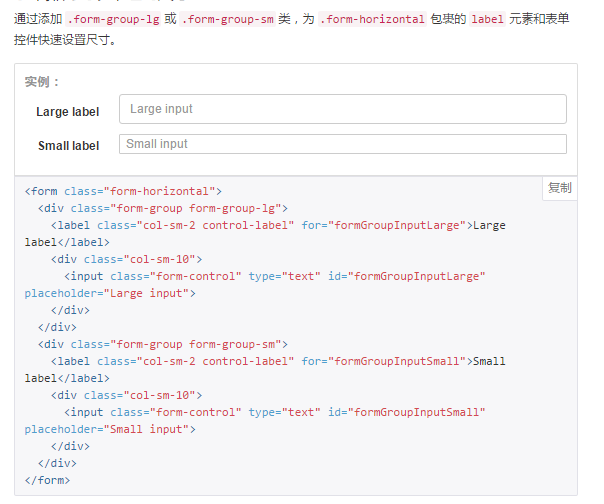 通过添加 .form-group-lg 或 .form-group-sm 类，为 .form-horizontal 包裹的 label 元素和表单
控件快速设置尺寸。
实例：
Large label Large input
Small label Small input
复制
<form class="form-horizontal">
  <div class="form-group form-group-lg">
    <label class="col-sm-2 control-label" for="formGroupInputLarge">Large
label</label>
    <div class="col-sm-10">
      <input class="form-control" type="text" id="formGroupInputLarge"
placeholder="Large input">
    </div>
  </div>
  <div class="form-group form-group-sm">
    <label class="col-sm-2 control-label" for="formGroupInputSmall">Small
label</label>
    <div class="col-sm-10">
      <input class="form-control" type="text" id="formGroupInputSmall"
placeholder="Small input">
    </div>
  </div>
</form>